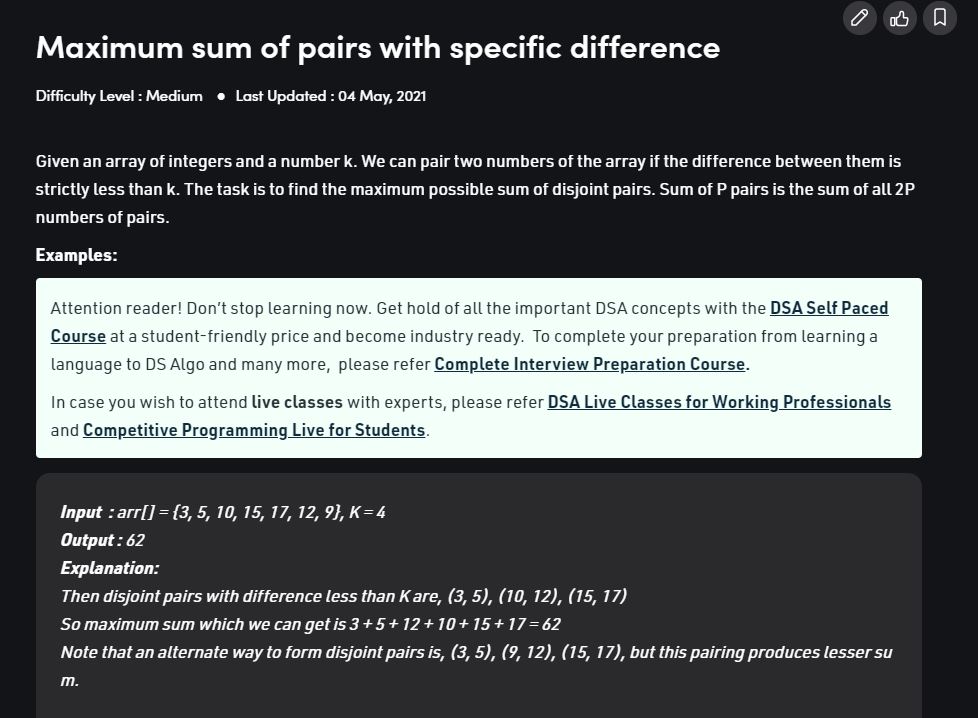 Maximum sum of pairs with specific difference
Difficulty Level : Medium ● Last Updated : 04 May, 2021
Given an array of integers and a number k. We can pair two numbers of the array if the difference between them is
strictly less than k. The task is to find the maximum possible sum of disjoint pairs. Sum of P pairs is the sum of all 2P
numbers of pairs.
Examples:
Attention reader! Don’t stop learning now. Get hold of all the important DSA concepts with the DSA Self Paced
Course at a student-friendly price and become industry ready.  To complete your preparation from learning a
language to DS Algo and many more,  please refer Complete Interview Preparation Course.
In case you wish to attend live classes with experts, please refer DSA Live Classes for Working Professionals
and Competitive Programming Live for Students.
Input  : arr[] = {3, 5, 10, 15, 17, 12, 9}, K = 4
Output : 62
Explanation:
Then disjoint pairs with difference less than K are, (3, 5), (10, 12), (15, 17)
So maximum sum which we can get is 3 + 5 + 12 + 10 + 15 + 17 = 62
Note that an alternate way to form disjoint pairs is, (3, 5), (9, 12), (15, 17), but this pairing produces lesser su
m.